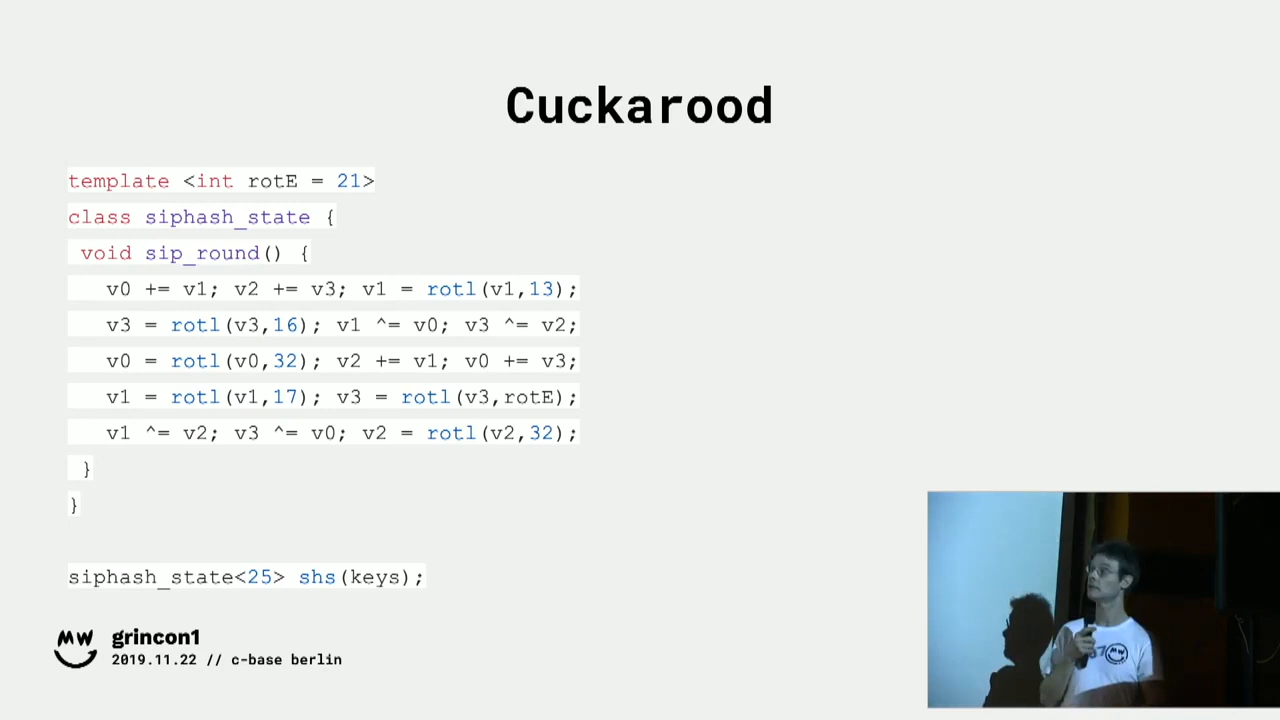 Cuckarood
template <int rotE = 21>
class siphash_state {
void sip_round() {
v0 += v1; v2 += v3; v1 = rotl(v1,13);
v3 = rotl(v3,16); v1 ^= v0; v3 ^= v2;
v0 = rotl(v0,32); v2 += v1; v0 += v3;
v1 = rotl(v1,17); v3 = rotl(v3,rotE);
v1 ^= v2; v3 ^= v0; v2 = rotl(v2,32);
}
}
siphash_state<25> shs(keys);
MW
grincon1
2019.11.22 // c-base berlin
MW